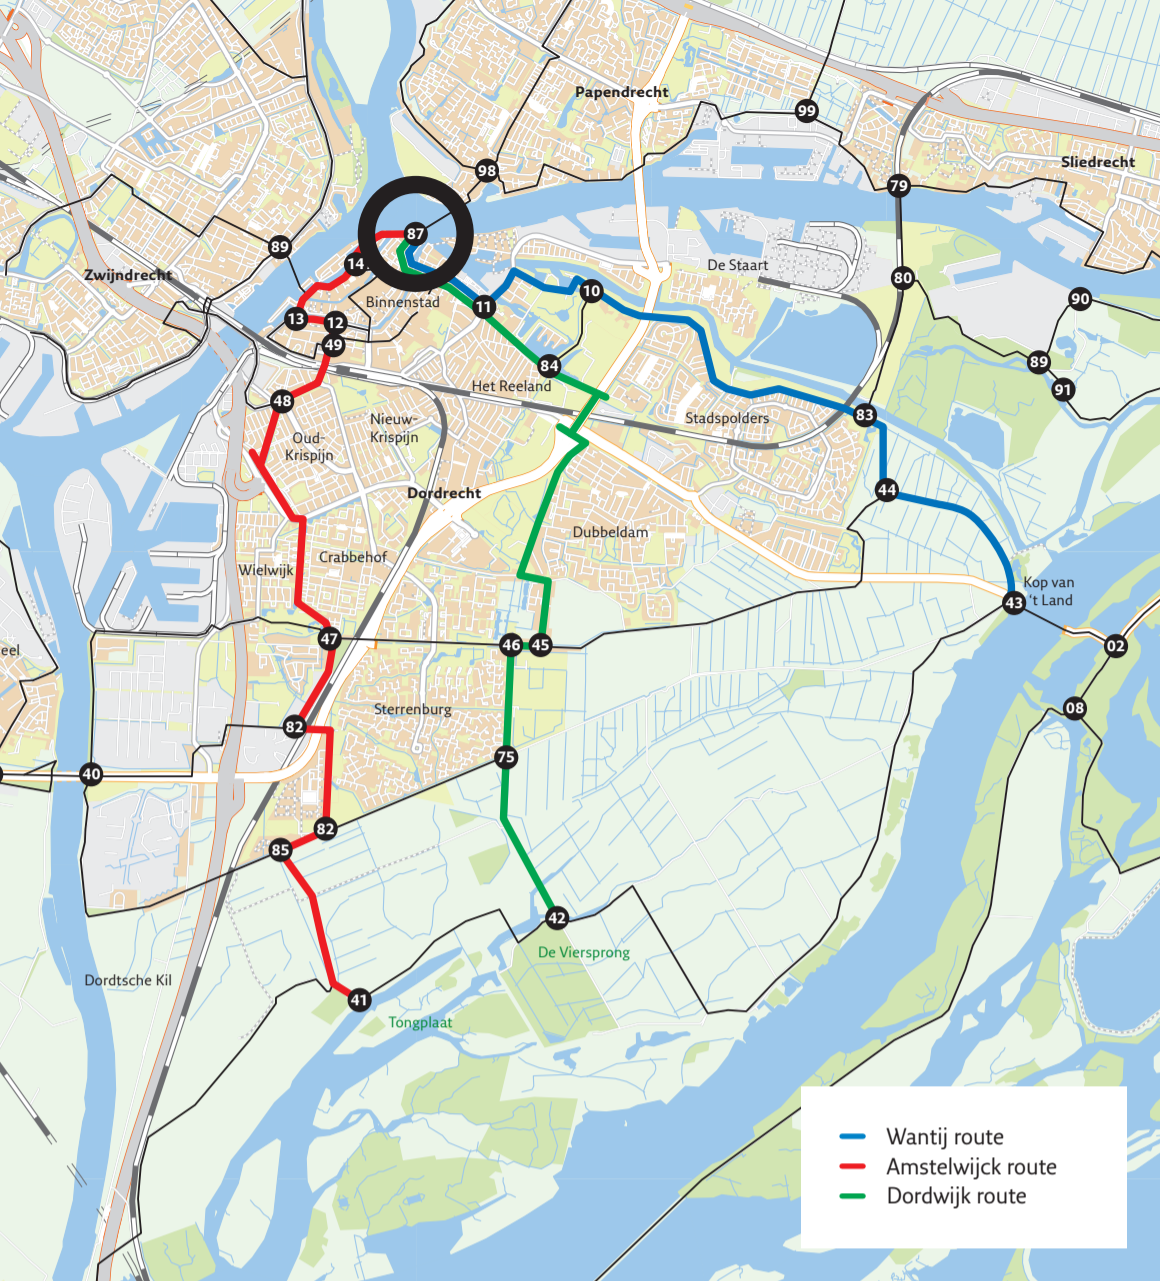 Papendrecht
99
Sliedrecht
98
79
87
89
14
Zwijndrecht
De Staart
80
Binnenstad
10
90
11
13
12
49
89
84
Het Reeland
91
48
83
Nieuw-
Krispijn
Stadspolders
Oud-
Krispijn
44
Dordrecht
Dubbeldam
Crabbehof
Wielwijk
Kop van
't Land
43
47
46
45
02
eel
Sterrenburg
08
82
75
40
82
85
42
De Viersprong
Dordtsche Kil
41
Tongplaat
Wantij route
Amstelwijck route
Dordwijk route